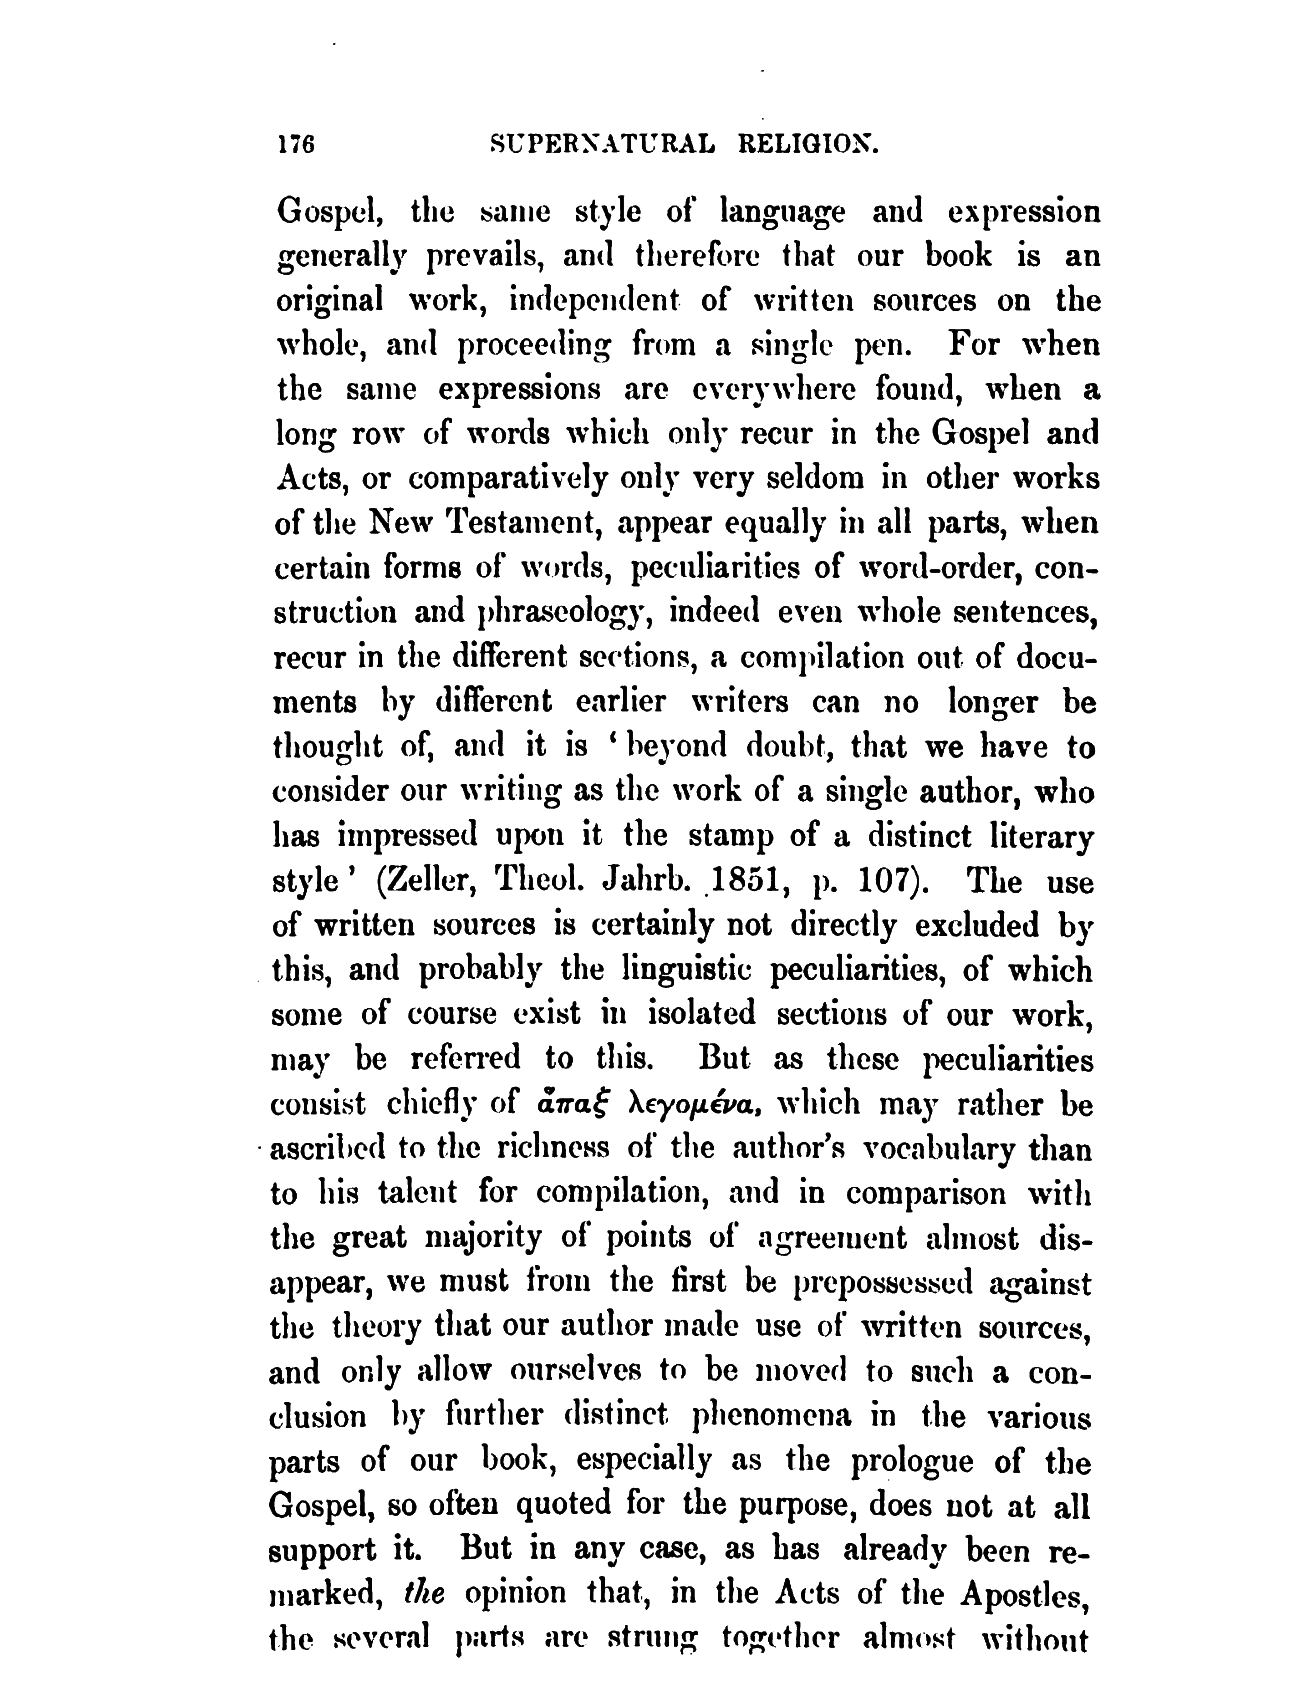 176 SUPERNATURAL RELIGION.
Gospel, the same style of language and expression
generally prevails, and therefore that our book is an
original work, independent of written sources on the
whole, and proceeding from a single pen. For when
the same expressions are everywhere found, when a
long row of words which only recur in the Gospel and
Acts, or comparatively only very seldom in other works
of the New Testament, appear equally in all parts, when
certain forms of words, peculiarities of word-order, con-
struction and phraseology, indeed even whole sentences,
recur in the different sections, a compilation out of docu-
ments by different earlier writers can no longer be
thought of, and it is ‘beyond doubt, that we have to
consider our writing as the work of a single author, who
has impressed upon it the stamp of a distinct literary
style’ (Zeller, Theol. Jahrb. 1851, p. 107). The use
of written sources is certainly not directly excluded by
this, and probably the linguistic peculiarities, of which
some of course exist in isolated sections of our work,
may be referred to this. But as these peculiarities
consist chiefly of ἅπαξ λεγομένα, which may rather be
ascribed to the richness of the author's vocabulary than
to his talent for compilation, and in comparison with
the great majority of points of agreement almost dis-
appear, we must from the first be prepossessed against
the theory that our author made use of written sources,
and only allow ourselves to be moved to such a con-
clusion by further distinct phenomena in the various
parts of our book, especially as the prologue of the
Gospel, so often quoted for the purpose, does not at all
support it. But in any case, as has already been re-
marked, the opinion that, in the Acts of the Apostles,
the several parts are strung together almost without